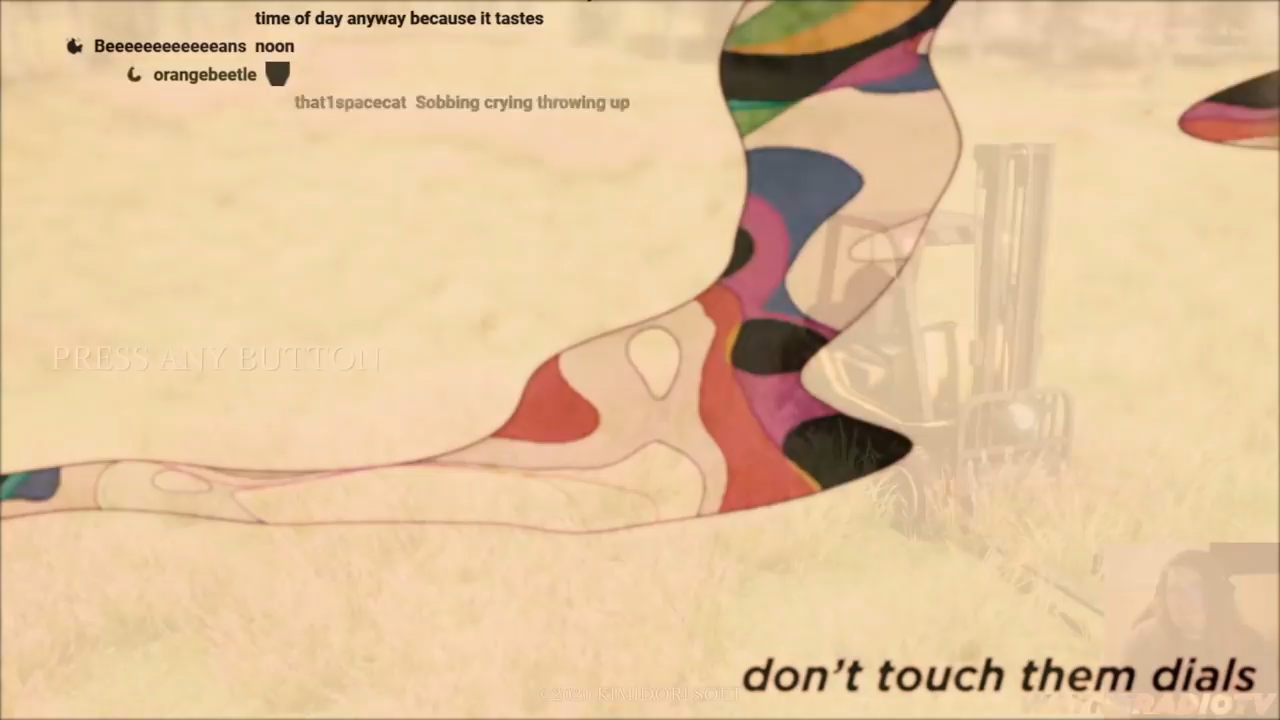 time of day anyway because it tastes
Beeeeeeeeeeeeans noon
orangebeetle
that1spacecat Sobbing crying throwing up
PRESS ANY BUTTON
don't touch them dials
RADIOTV